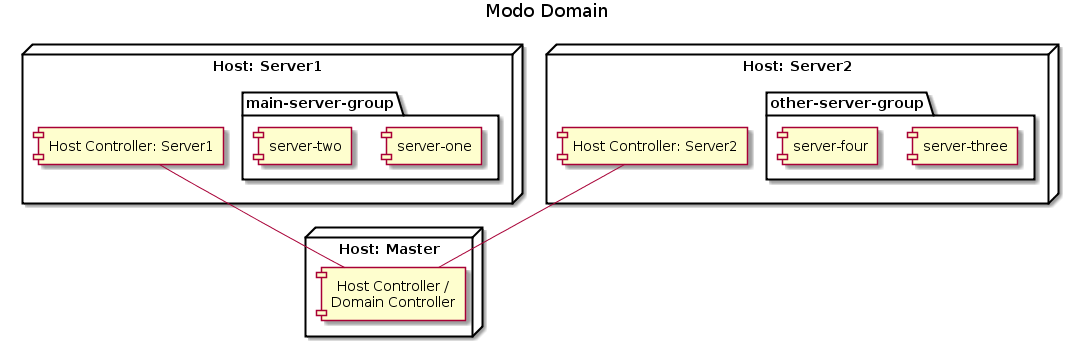 Modo Domain
Host: Server1
main-server-group
Host Controller: Server1
server-two
server-one
Host: Server2
other-server-group
Host Controller: Server2
server-four
server-three
Host: Master
Host Controller /
Domain Controller